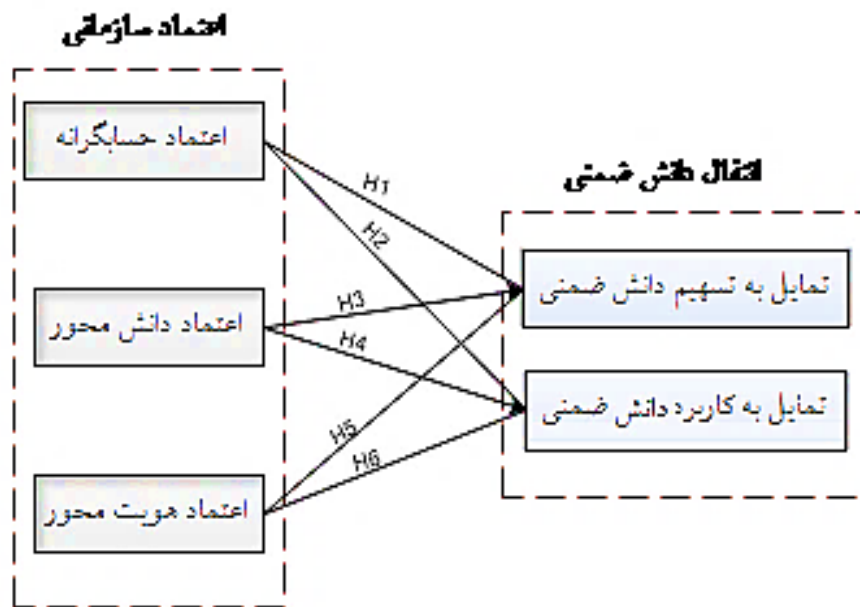 اعتماد سازمانی
اعتماد حسابگرانه
انتقال دانش ضمنی
H1
H2
تمایل به تسهیم دانش ضمنی
H3
اعتماد دانش محور
H4
تمایل به کاربرد دانش ضمنی
H5
H6
اعتماد هویت محور